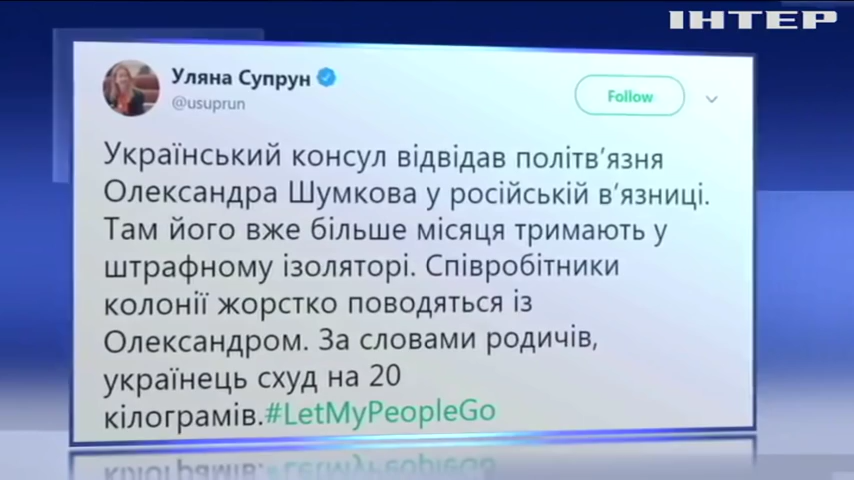 ІНТЕР
Уляна Супрун
@usuprun
Follow
Український консул відвідав політв'язня
Олександра Шумкова у російській в'язниці.
Там його вже більше місяця тримають у
штрафному ізоляторі. Співробітники
колонії жорстко поводяться із
Олександром. За словами родичів,
українець схуд на 20
кілограмів.#LetMyPeopleGo